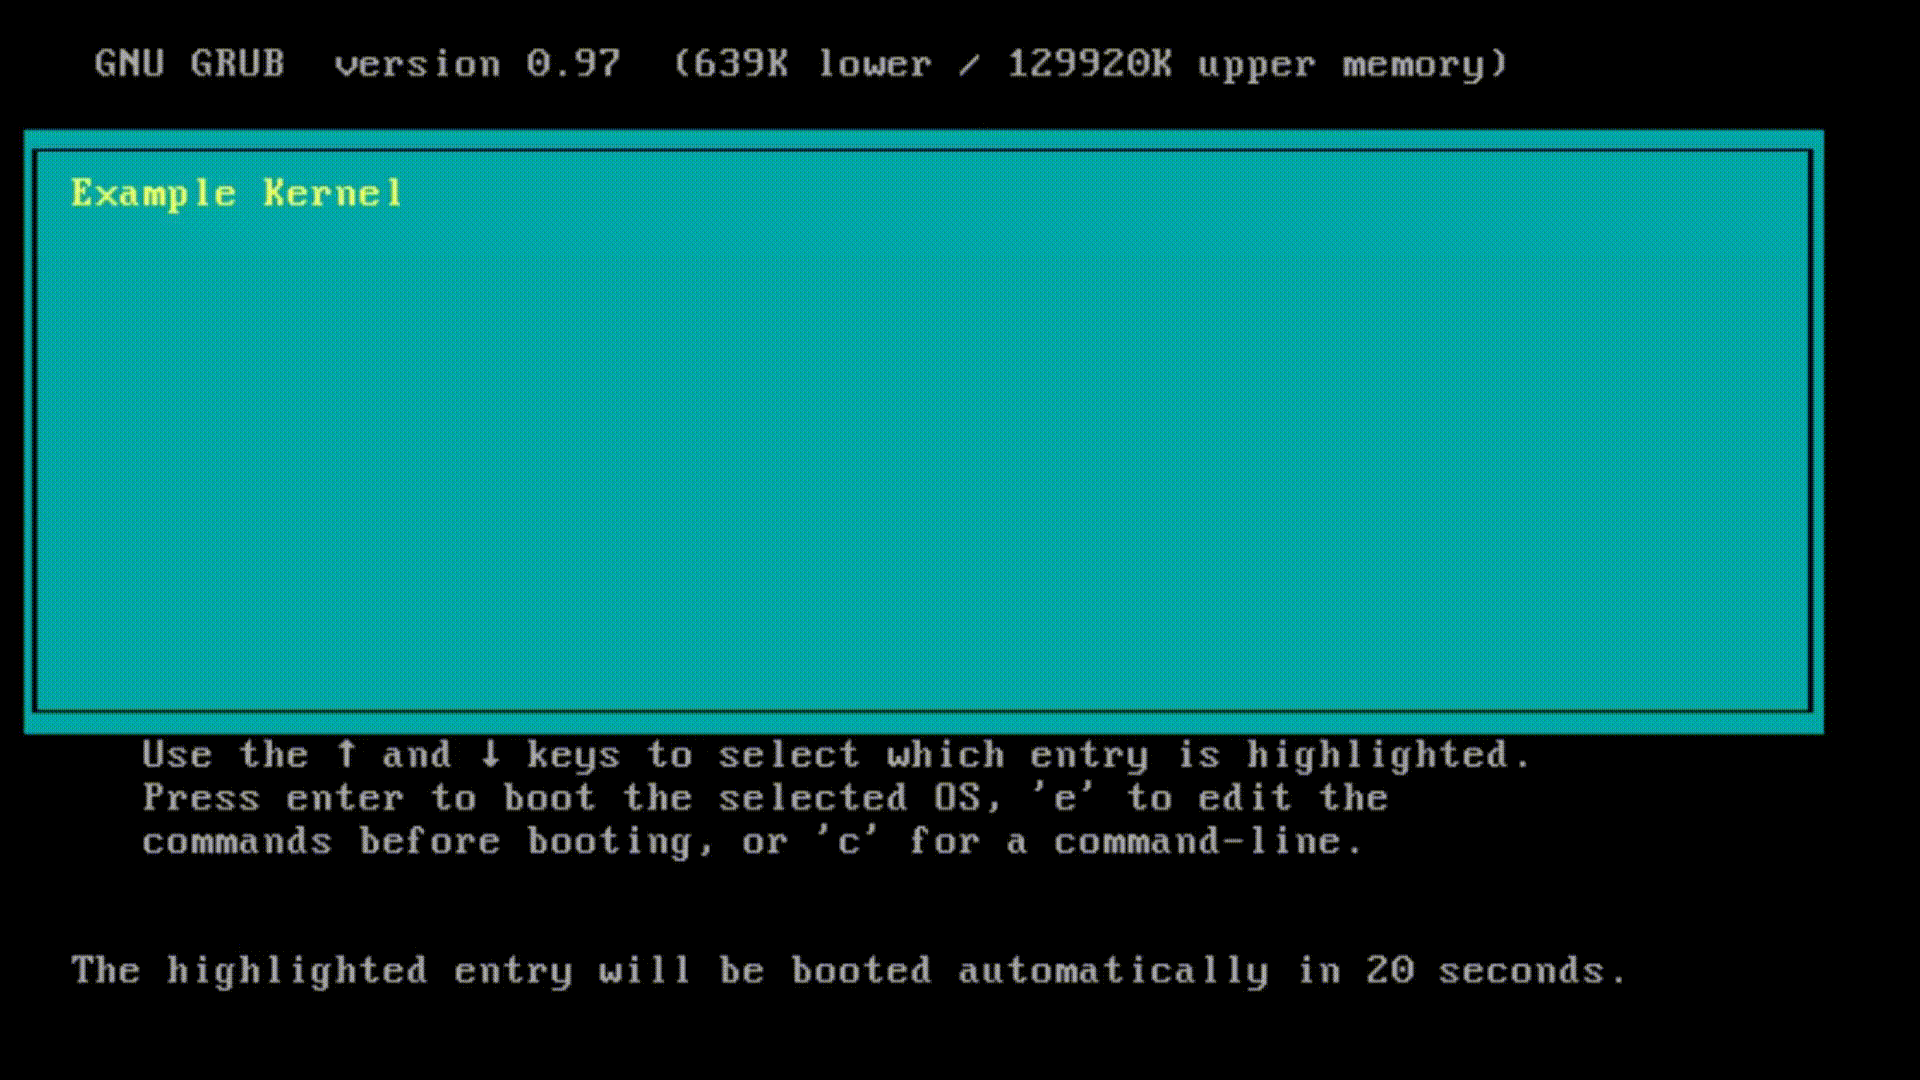 GNU GRUB  version 0.97  (639K lower / 129920K upper memory)
Example Kernel
Use the ↑ and ↓ keys to select which entry is highlighted.
Press enter to boot the selected OS, 'e' to edit the
commands before booting, or 'c' for a command-line.
The highlighted entry will be booted automatically in 20 seconds.